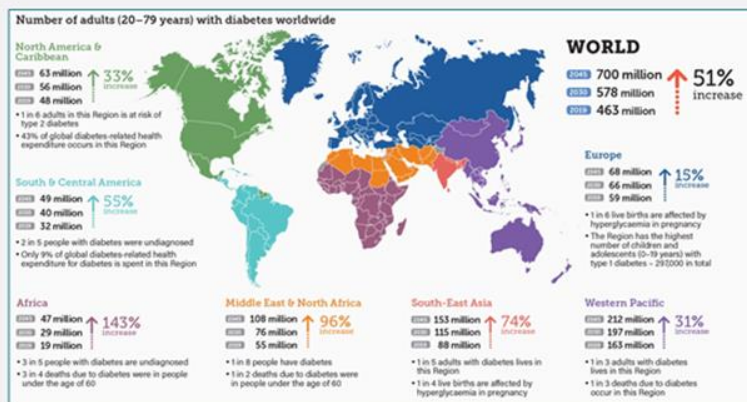 Number of adults (20–79 years) with diabetes worldwide
North America &
Caribbean
2045 63 million
2030 56 million
2019 48 million
33%
increase
• 1 in 6 adults in this Region is at risk of
type 2 diabetes
• 43% of global diabetes-related health
expenditure occurs in this Region
South & Central America
2045 49 million
2030 40 million
2019 32 million
55%
increase
• 2 in 5 people with diabetes were undiagnosed
• Only 9% of global diabetes-related health
expenditure for diabetes is spent in this Region
WORLD
2045 700 million
2030 578 million
2019 463 million
51%
increase
Europe
2045 68 million
2030 66 million
2019 59 million
15%
increase
• 1 in 6 live births are affected by
hyperglycaemia in pregnancy
• The Region has the highest
number of children and
adolescents (0–19 years) with
type 1 diabetes – 297,000 in total
Africa
2045 47 million
2030 29 million
2019 19 million
143%
increase
• 3 in 5 people with diabetes are undiagnosed
• 3 in 4 deaths due to diabetes were in people
under the age of 60
Middle East & North Africa
2045 108 million
2030 76 million
2019 55 million
96%
increase
• 1 in 8 people have diabetes
• 1 in 2 deaths due to diabetes were
in people under the age of 60
South-East Asia
2045 153 million
2030 115 million
2019 88 million
74%
increase
• 1 in 5 adults with diabetes lives in
this Region
• 1 in 4 live births are affected by
hyperglycaemia in pregnancy
Western Pacific
2045 212 million
2030 197 million
2019 163 million
31%
increase
• 1 in 3 adults with diabetes
lives in this Region
• 1 in 3 deaths due to diabetes
occur in this Region